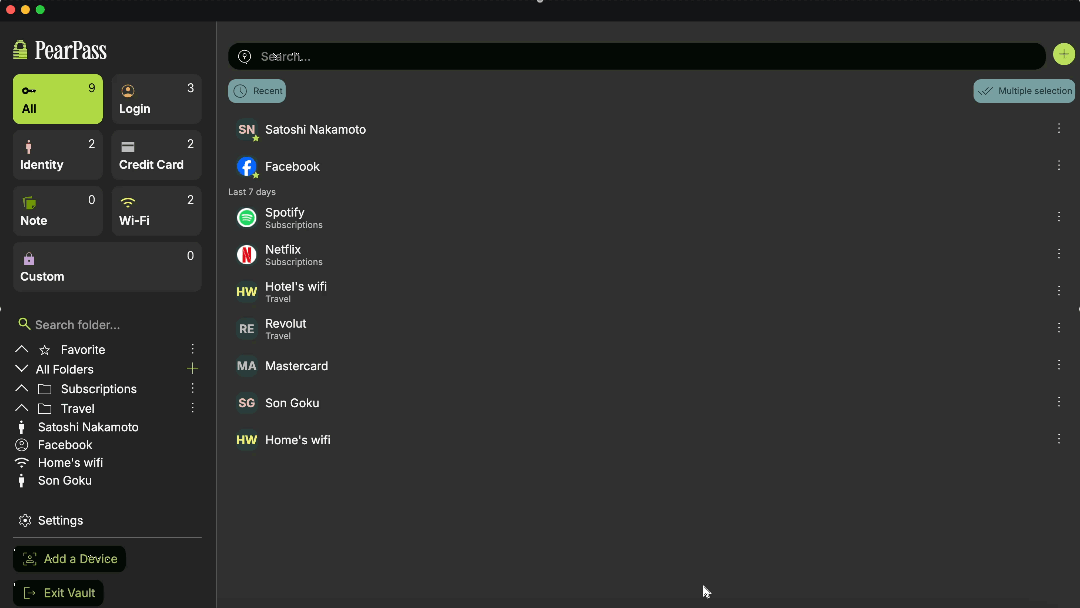 PearPass
All 9
Login 3
Identity 2
Credit Card 2
Note 0
Wi-Fi 2
Custom 0
Search folder...
Favorite
All Folders
Subscriptions
Travel
Satoshi Nakamoto
Facebook
Home's wifi
Son Goku
Settings
Add a Device
Exit Vault
Search...
Recent
Multiple selection
SN Satoshi Nakamoto
Facebook
Last 7 days
Spotify
Subscriptions
Netflix
Subscriptions
HW Hotel's wifi
Travel
RE Revolut
Travel
MA Mastercard
SG Son Goku
HW Home's wifi